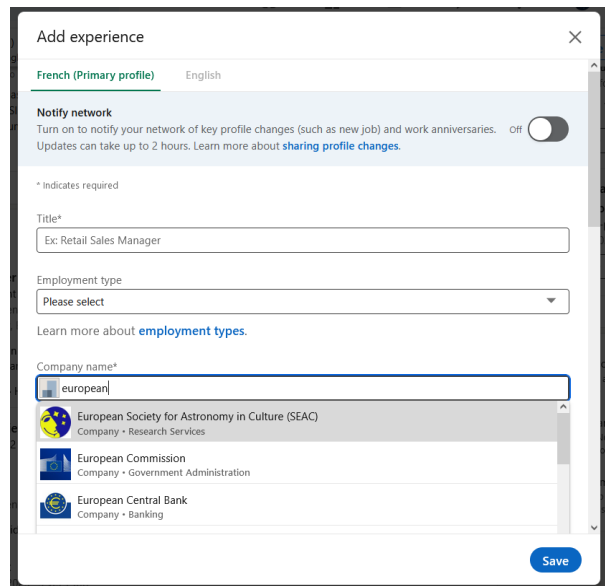 Add experience
French (Primary profile) English
Notify network
Turn on to notify your network of key profile changes (such as new job) and work anniversaries. Off
Updates can take up to 2 hours. Learn more about sharing profile changes.
* Indicates required
Title*
Ex: Retail Sales Manager
Employment type
Please select
Learn more about employment types.
Company name*
european
European Society for Astronomy in Culture (SEAC)
Company • Research Services
European Commission
Company • Government Administration
European Central Bank
Company • Banking
Save